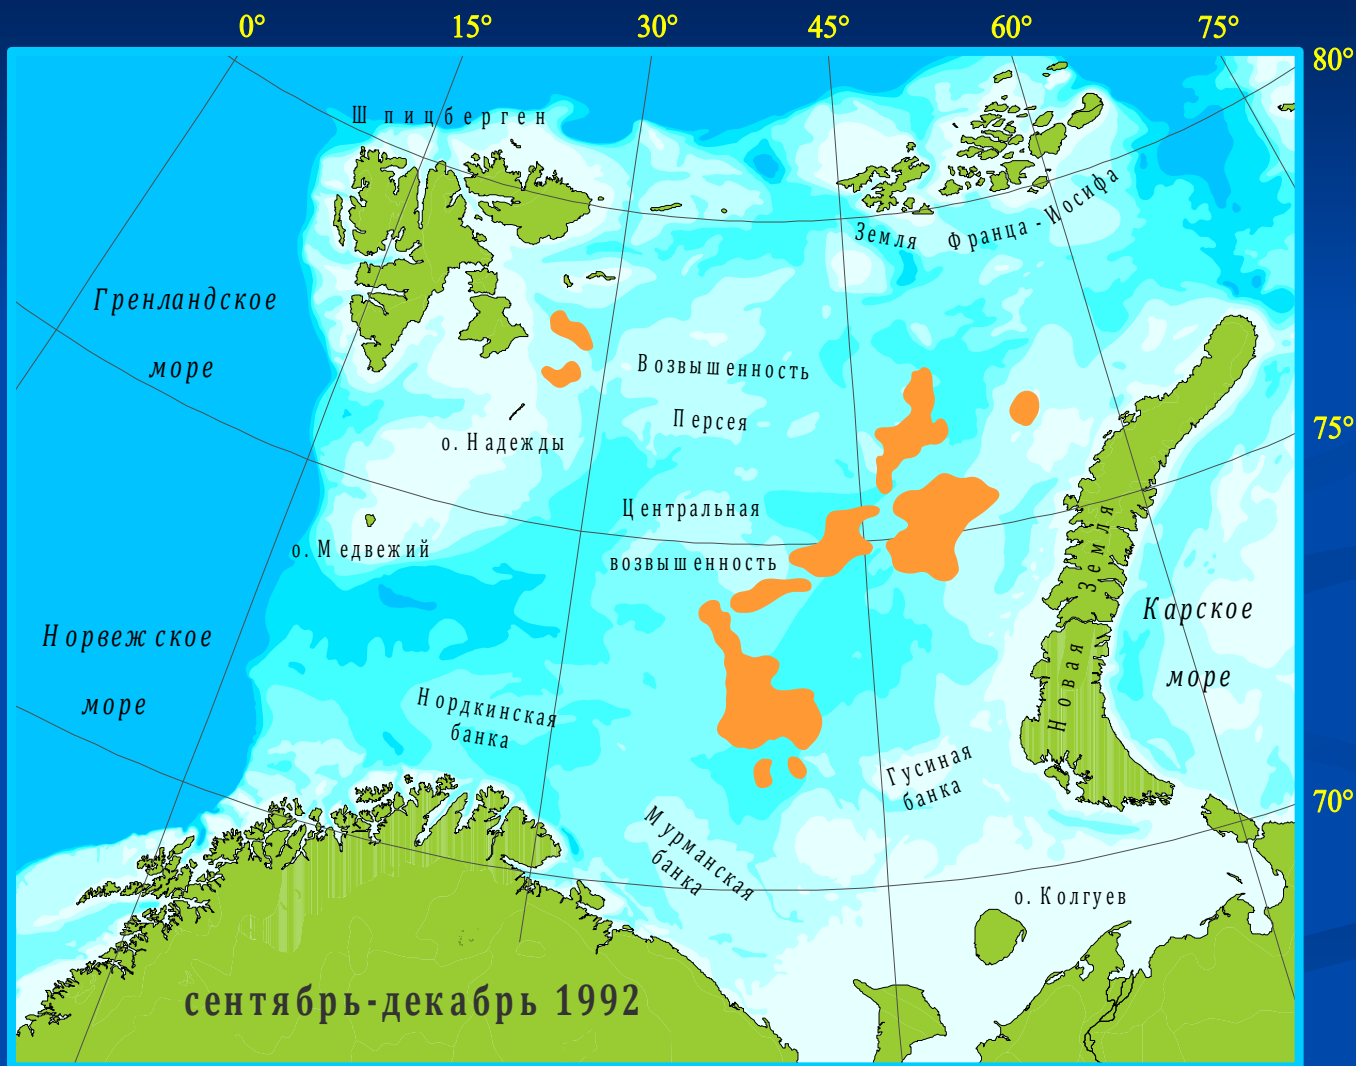 0° 15° 30° 45° 60° 75°
80°
Шпицберген
Земля Франца-Иосифа
Гренландское
море
Возвышенность
Персея
75°
о. Надежды
Центральная
возвышенность
о. Медвежий
Новая Земля
Карское
море
Норвежское
море
Нордкинская
банка
Гусиная
банка
70°
Мурманская
банка
о. Колгуев
сентябрь-декабрь 1992